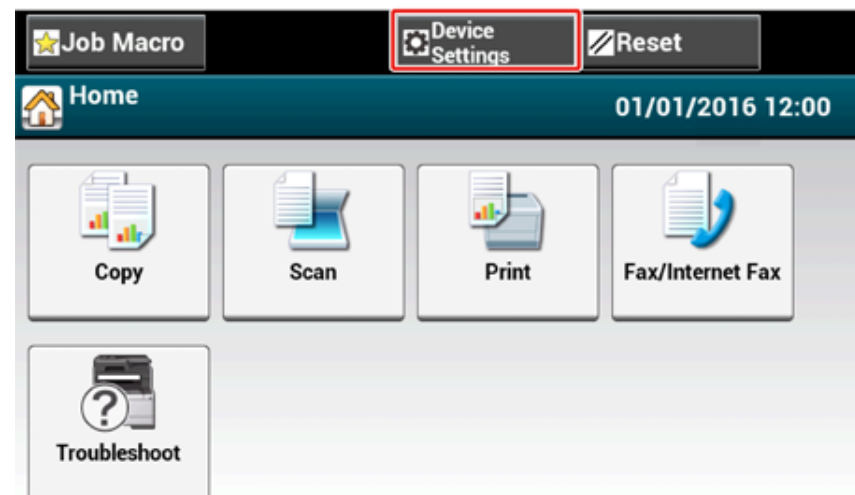 Job Macro
Device
Settings
Reset
Home
01/01/2016 12:00
Copy
Scan
Print
Fax/Internet Fax
Troubleshoot